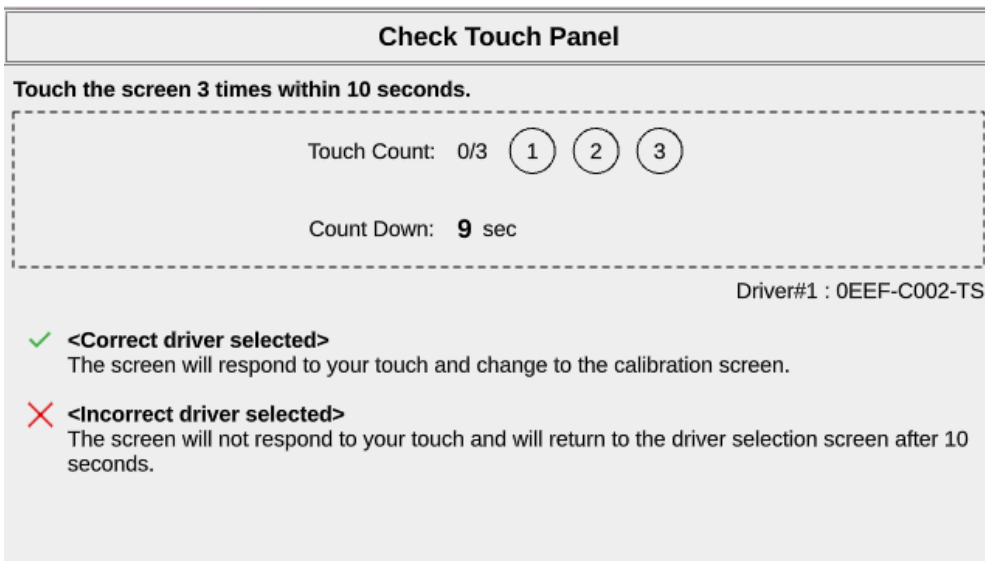 Check Touch Panel
Touch the screen 3 times within 10 seconds.
Touch Count: 0/3 1 2 3
Count Down: 9 sec
Driver#1 : 0EEF-C002-TS
<Correct driver selected>
The screen will respond to your touch and change to the calibration screen.
<Incorrect driver selected>
The screen will not respond to your touch and will return to the driver selection screen after 10
seconds.